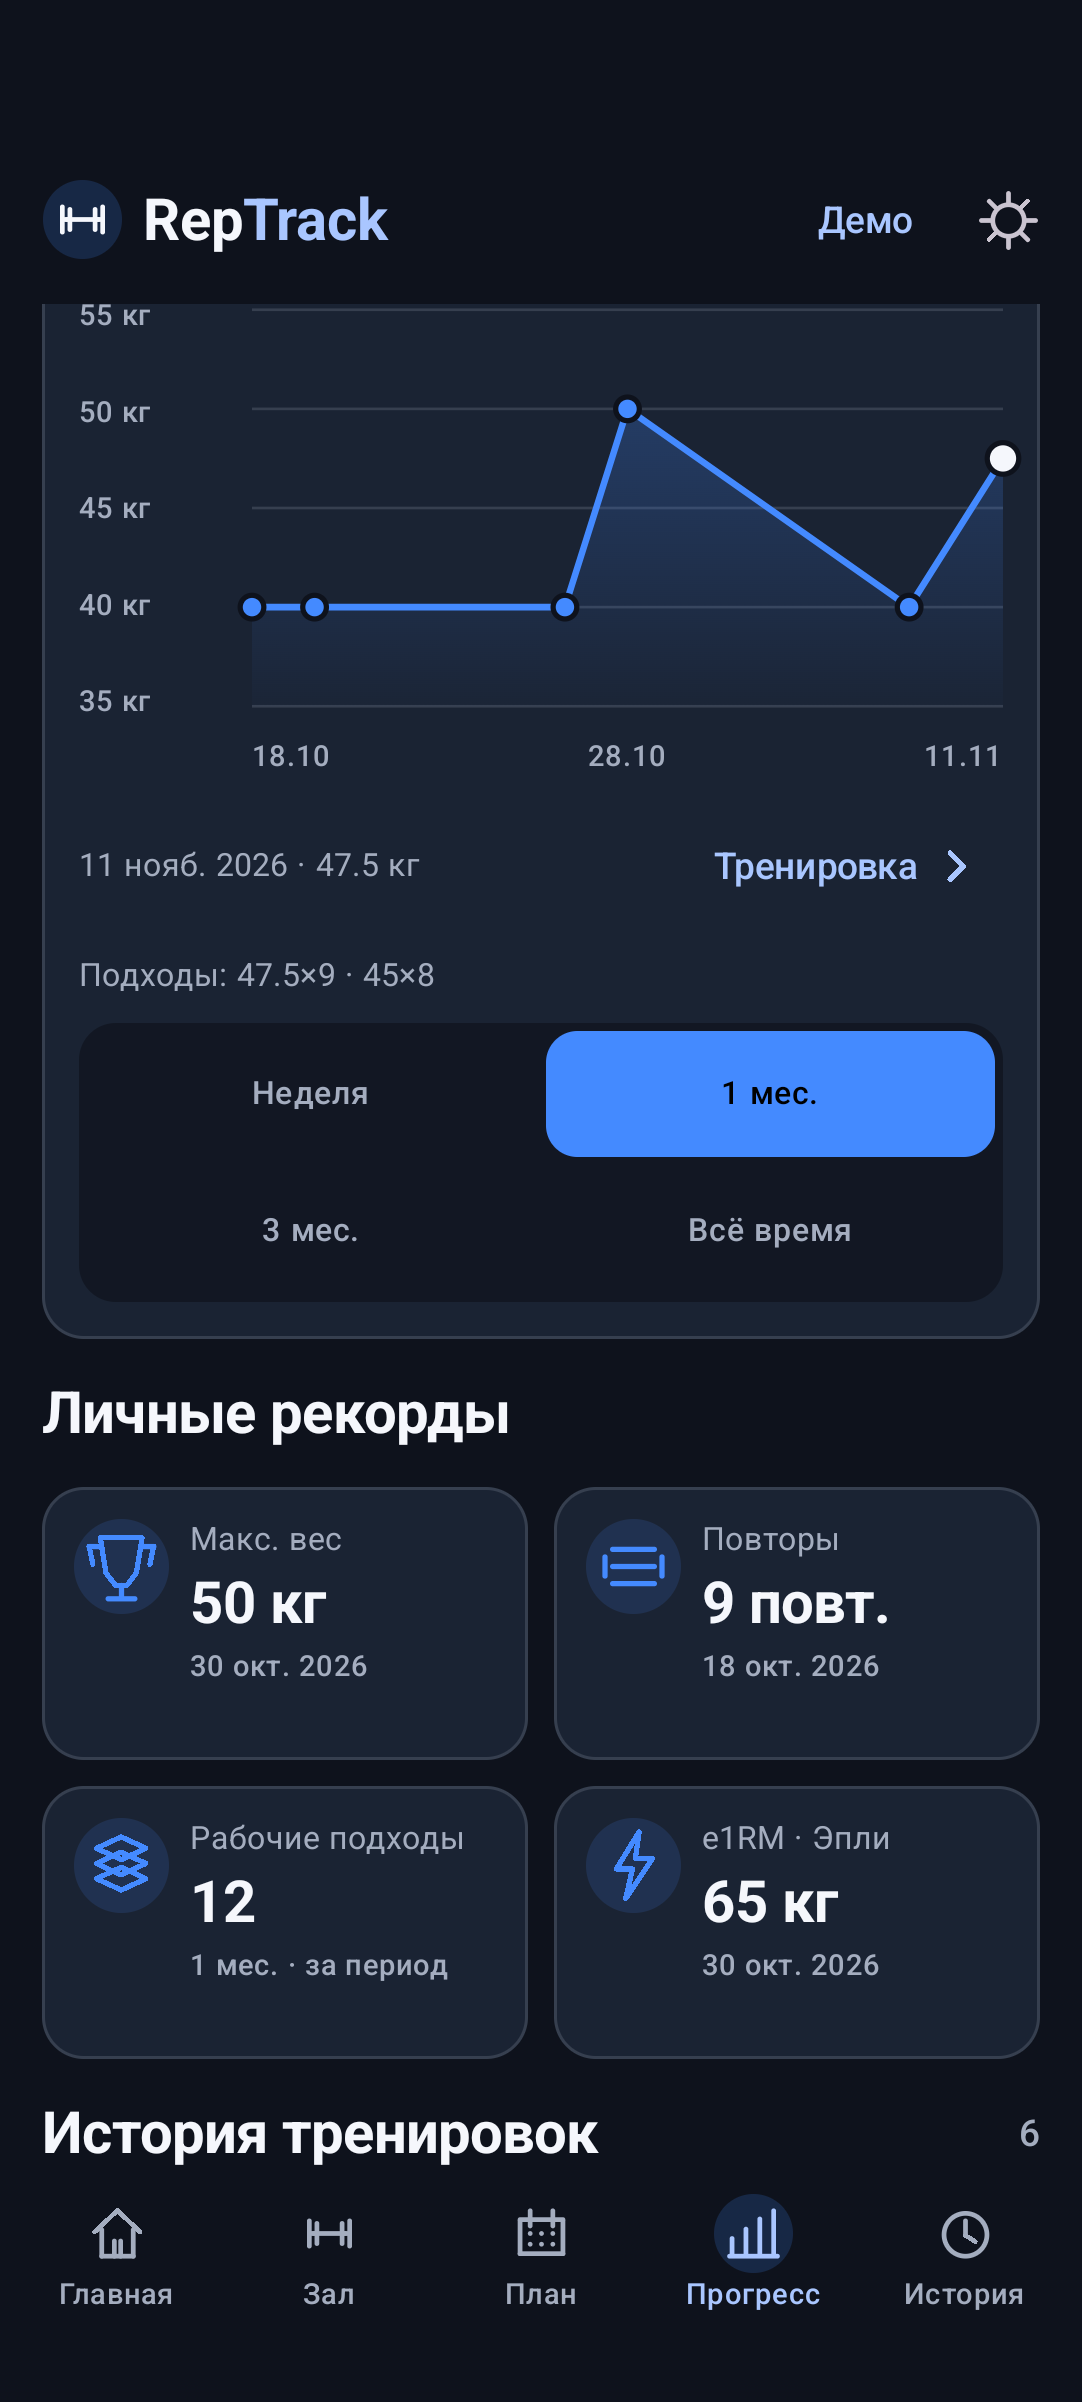 RepTrack
Демо
55 кг
50 кг
45 кг
40 кг
35 кг
18.10 28.10 11.11
11 нояб. 2026 · 47.5 кг
Тренировка
Подходы: 47.5×9 · 45×8
Неделя 1 мес.
3 мес. Всё время
Личные рекорды
Макс. вес
50 кг
30 окт. 2026
Повторы
9 повт.
18 окт. 2026
Рабочие подходы
12
1 мес. · за период
e1RM · Эпли
65 кг
30 окт. 2026
История тренировок 6
Главная Зал План Прогресс История